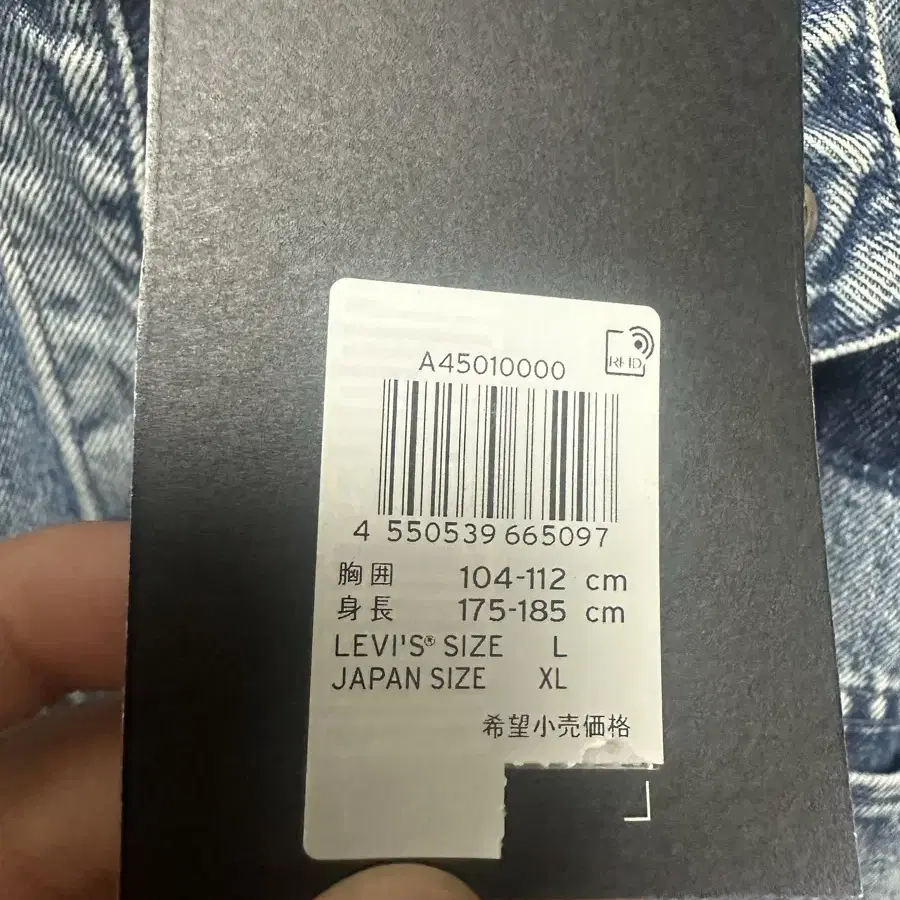 RFID
A45010000
4 550539 665097
胸囲 104-112 cm
身長 175-185 cm
LEVI'S® SIZE L
JAPAN SIZE XL
希望小売価格